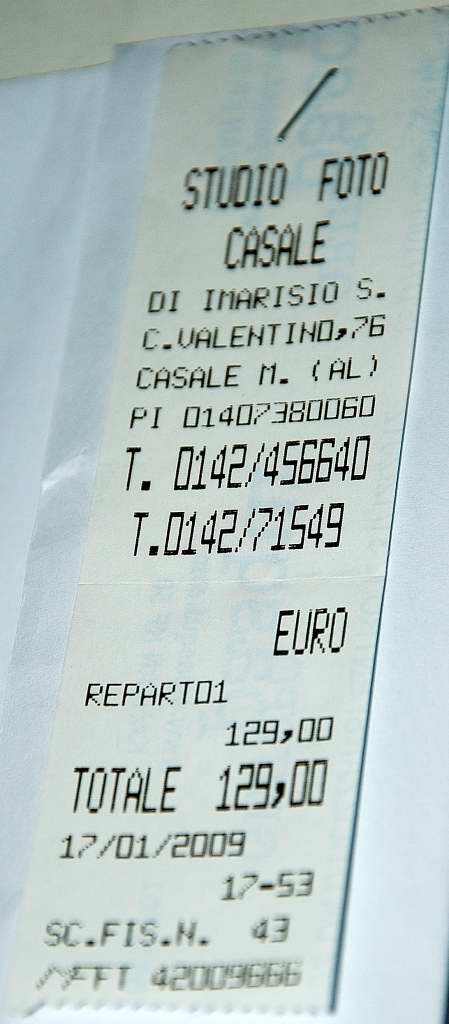 STUDIO FOTO
CASALE
DI IMARISIO S.
C.VALENTINO,76
CASALE M. (AL)
PI 01407380060
T. 0142/456640
T.0142/71549
EURO
REPARTO1
129,00
TOTALE 129,00
17/01/2009
17-53
SC.FIS.N. 43
42009666